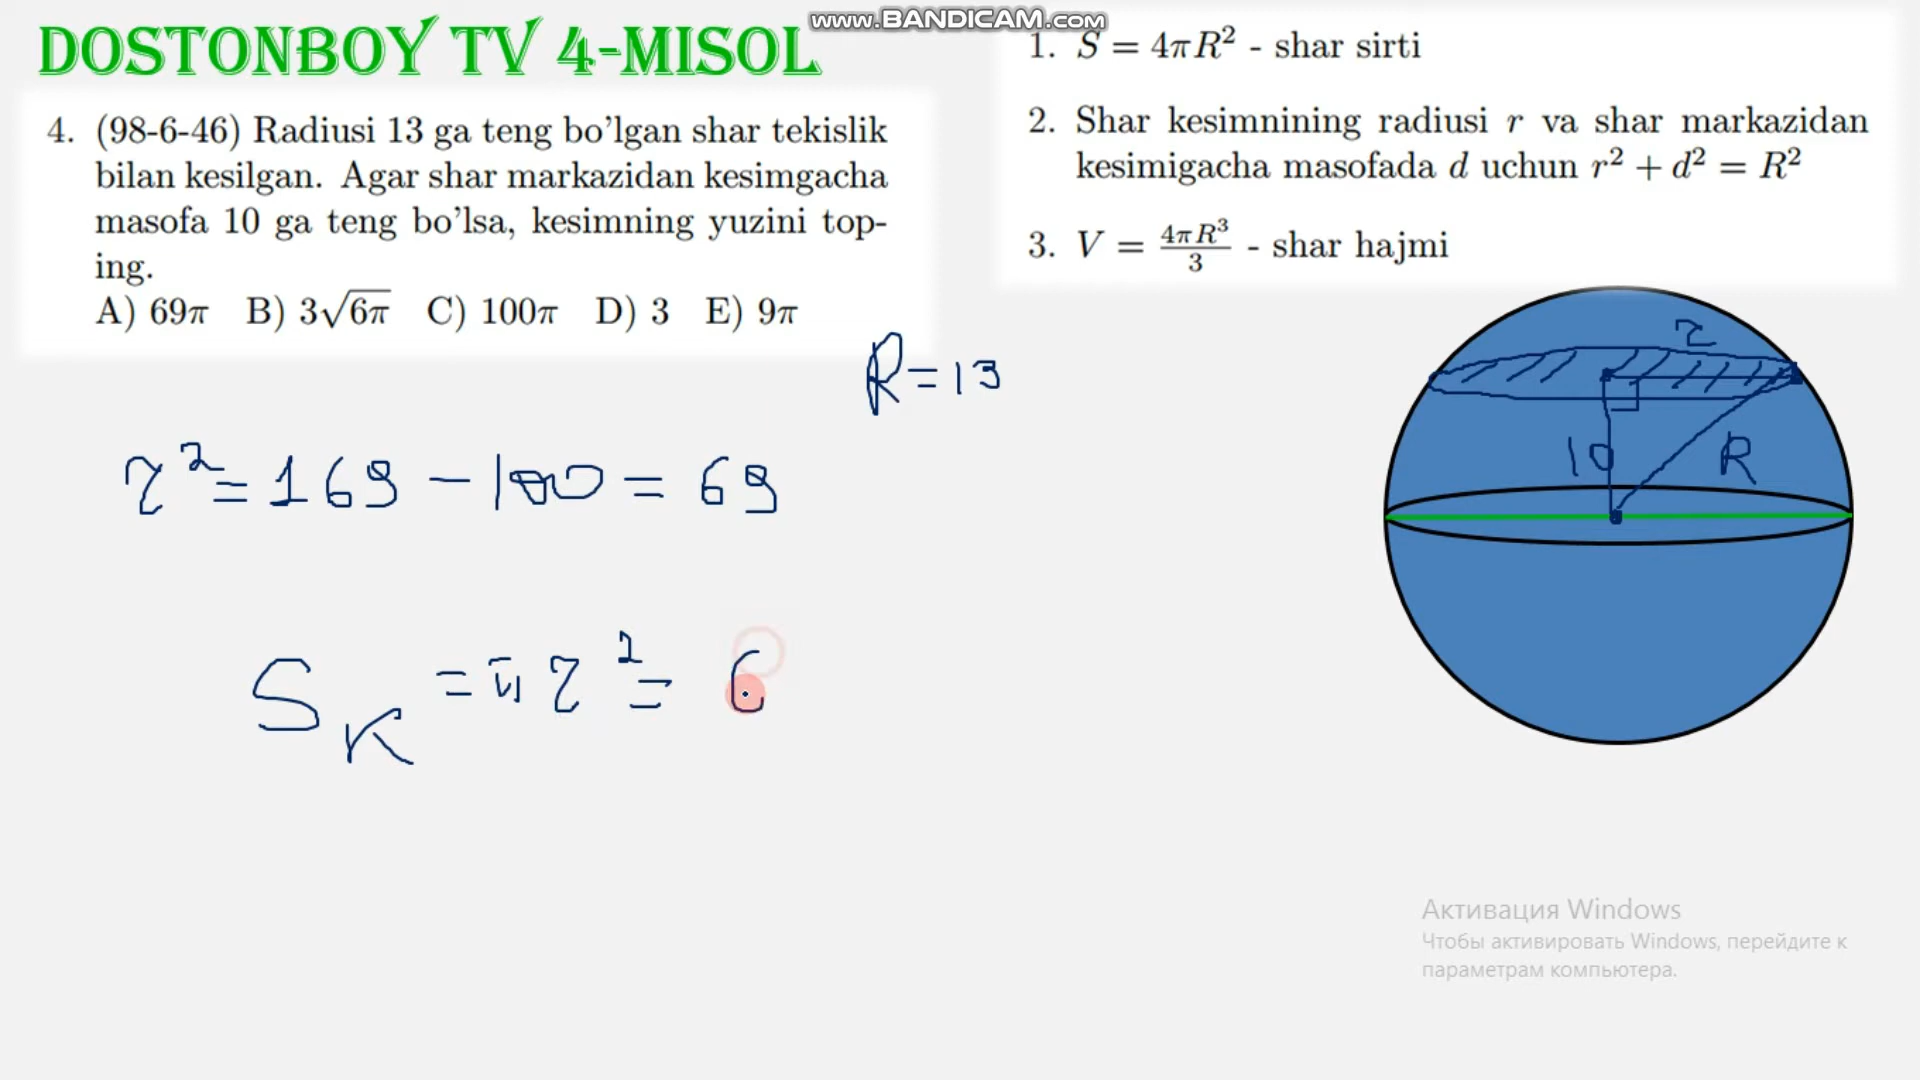 www.BANDICAM.com
DOSTONBOY TV 4-MISOL
4. (98-6-46) Radiusi 13 ga teng bo'lgan shar tekislik
bilan kesilgan. Agar shar markazidan kesimgacha
masofa 10 ga teng bo'lsa, kesimning yuzini top-
ing.
A) 69π B) 3√6π C) 100π D) 3 E) 9π
1. S = 4πR² - shar sirti
2. Shar kesimnining radiusi r va shar markazidan
kesimigacha masofada d uchun r² + d² = R²
3. V = 4πR³/3 - shar hajmi
R = 13
r² = 169 - 100 = 69
S_K = πr² = 6
r
10
R
Активация Windows
Чтобы активировать Windows, перейдите к
параметрам компьютера.